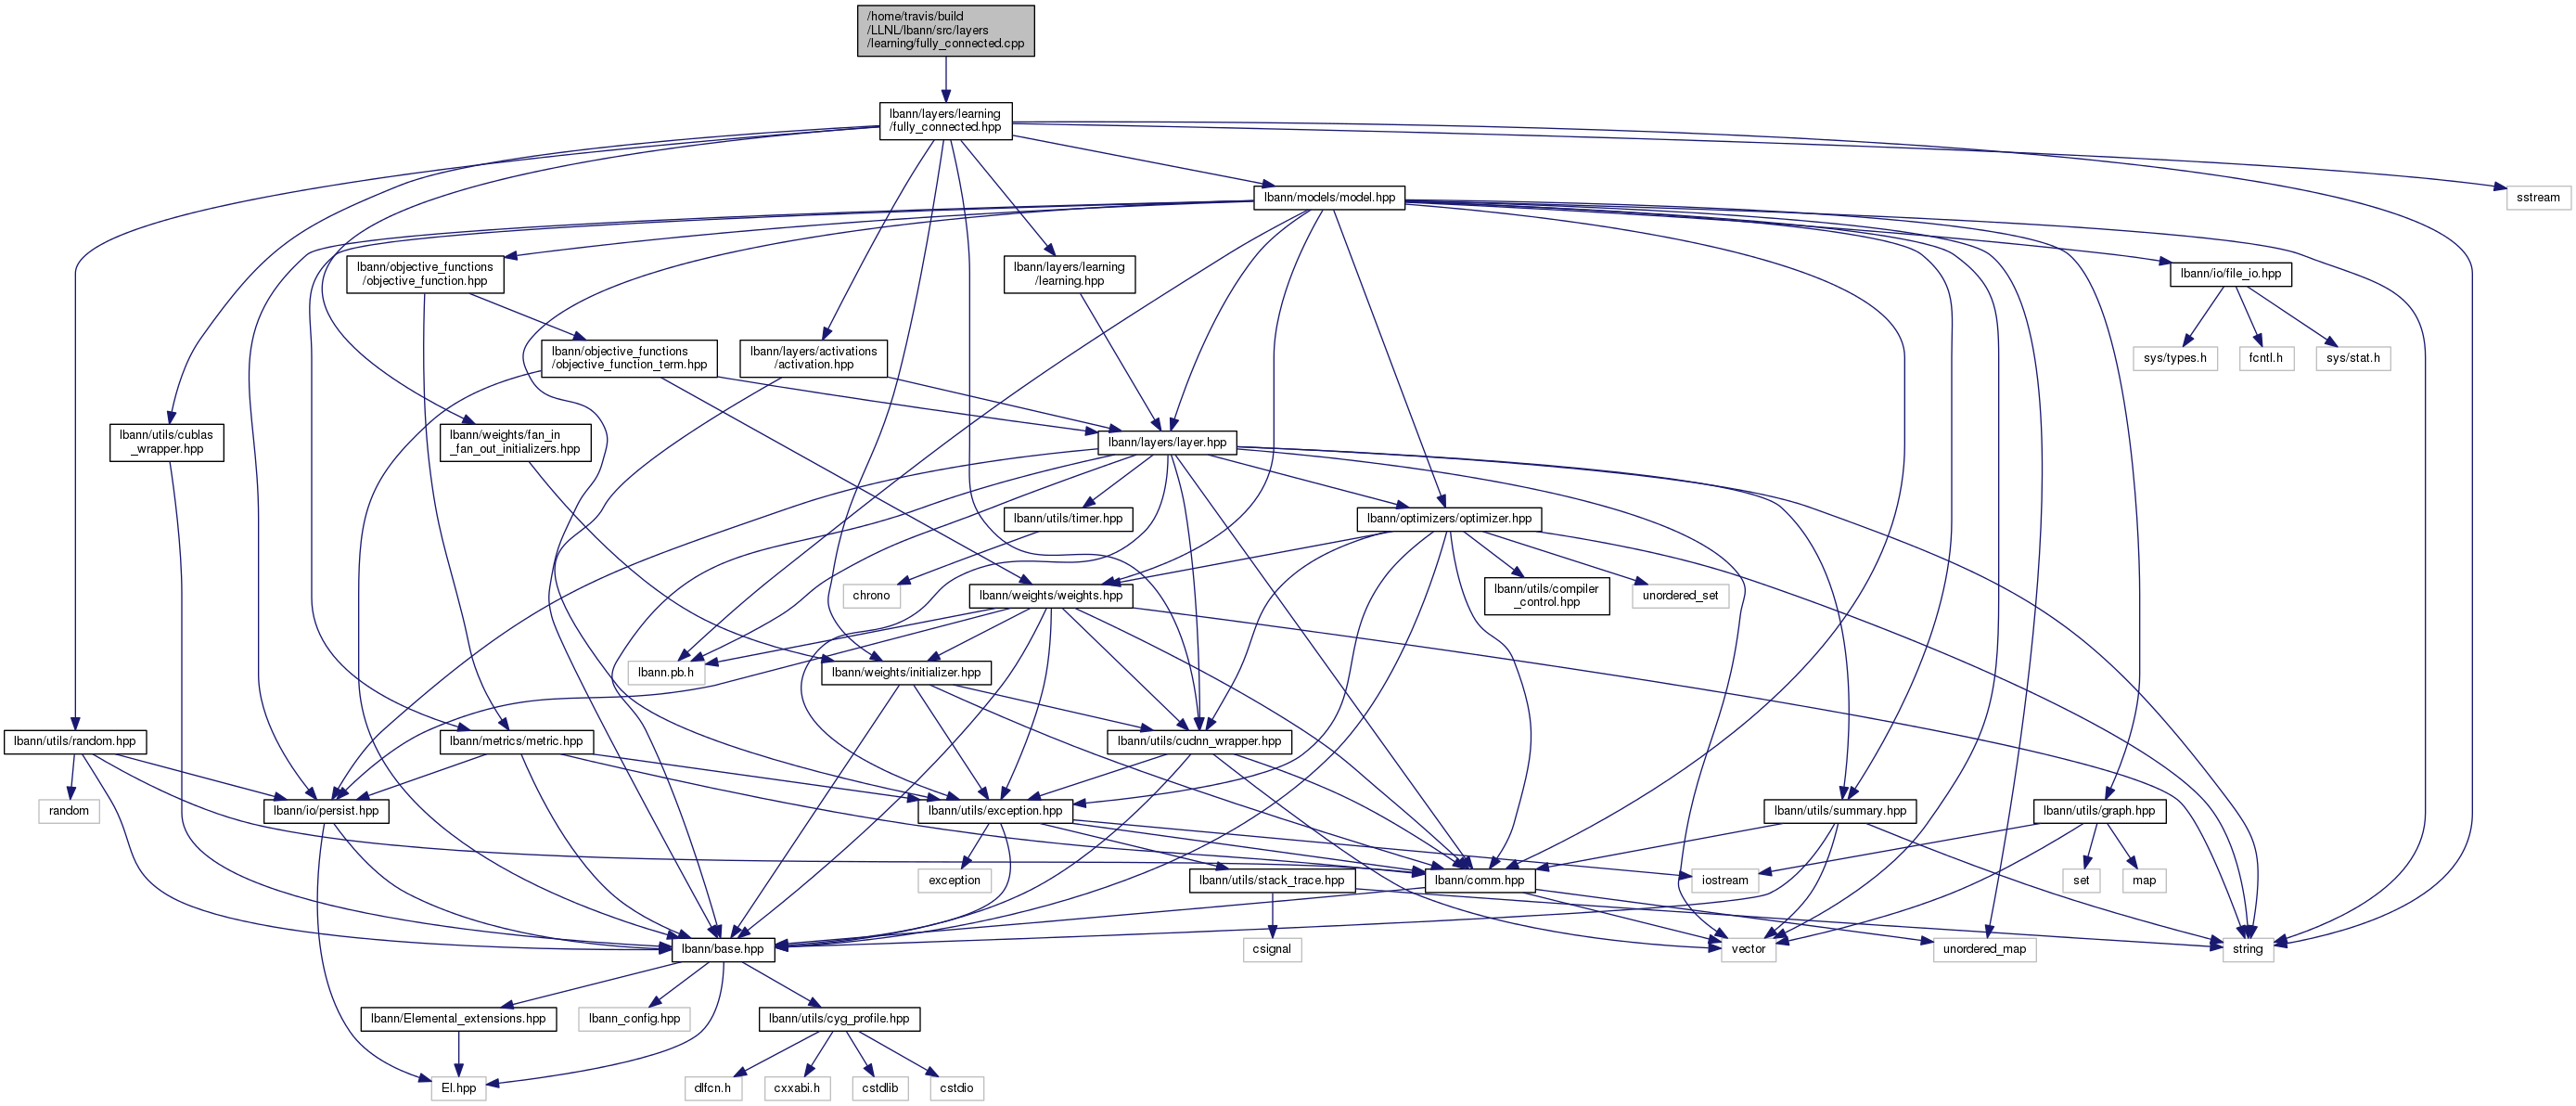 /home/travis/build
/LLNL/lbann/src/layers
/learning/fully_connected.cpp
lbann/layers/learning
/fully_connected.hpp
lbann/models/model.hpp
sstream
lbann/objective_functions
/objective_function.hpp
lbann/layers/learning
/learning.hpp
lbann/io/file_io.hpp
lbann/objective_functions
/objective_function_term.hpp
lbann/layers/activations
/activation.hpp
sys/types.h
fcntl.h
sys/stat.h
lbann/utils/cublas
_wrapper.hpp
lbann/weights/fan_in
_fan_out_initializers.hpp
lbann/layers/layer.hpp
lbann/utils/timer.hpp
lbann/optimizers/optimizer.hpp
chrono
lbann/weights/weights.hpp
lbann/utils/compiler
_control.hpp
unordered_set
lbann.pb.h
lbann/weights/initializer.hpp
lbann/utils/random.hpp
lbann/metrics/metric.hpp
lbann/utils/cudnn_wrapper.hpp
random
lbann/io/persist.hpp
lbann/utils/exception.hpp
lbann/utils/summary.hpp
lbann/utils/graph.hpp
exception
lbann/utils/stack_trace.hpp
lbann/comm.hpp
iostream
set
map
lbann/base.hpp
csignal
vector
unordered_map
string
lbann/Elemental_extensions.hpp
lbann_config.hpp
lbann/utils/cyg_profile.hpp
El.hpp
dlfcn.h
cxxabi.h
cstdlib
cstdio